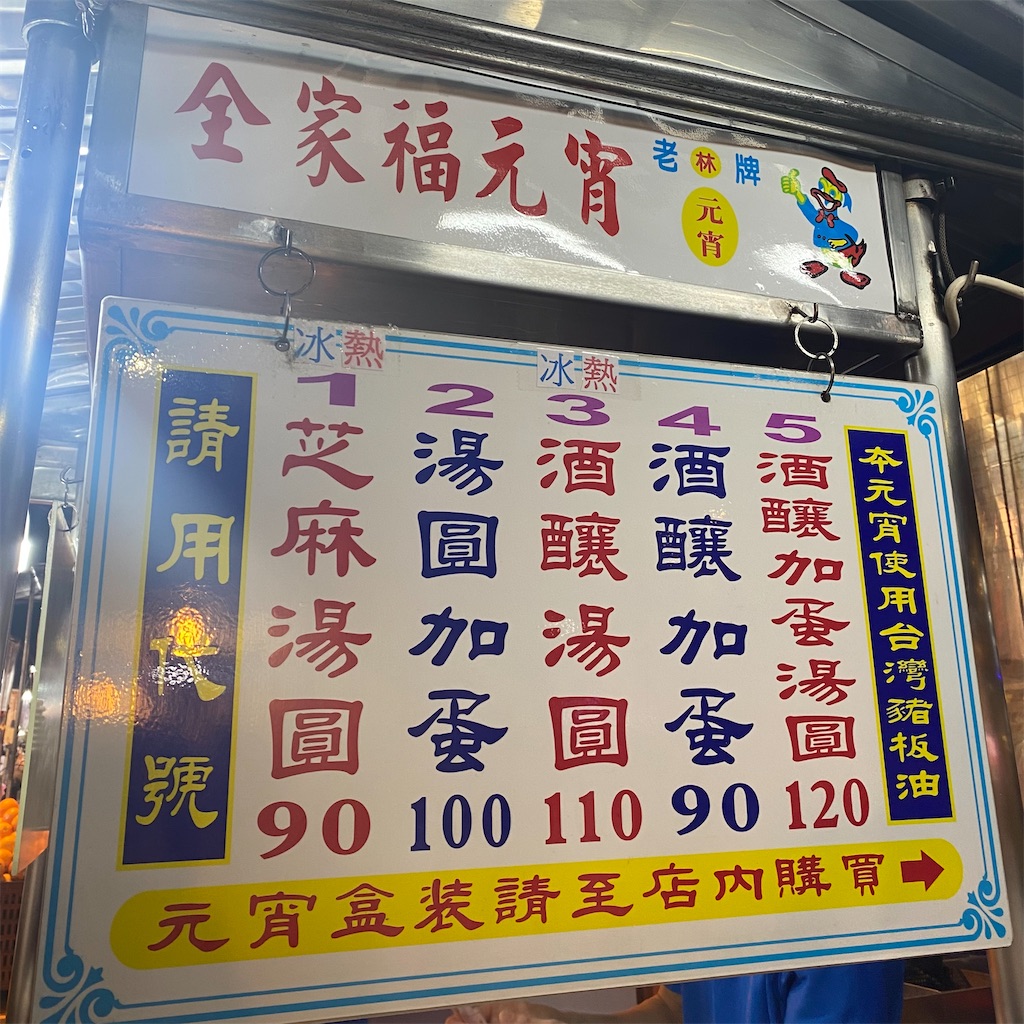 全家福元宵
老林牌
元宵
請用代號
冰·熱
1
芝麻湯圓
90
2
湯圓加蛋
100
冰·熱
3
酒釀湯圓
110
4
酒釀加蛋
90
5
酒釀加蛋湯圓
120
本元宵使用台灣豬板油
元宵盒裝請至店內購買